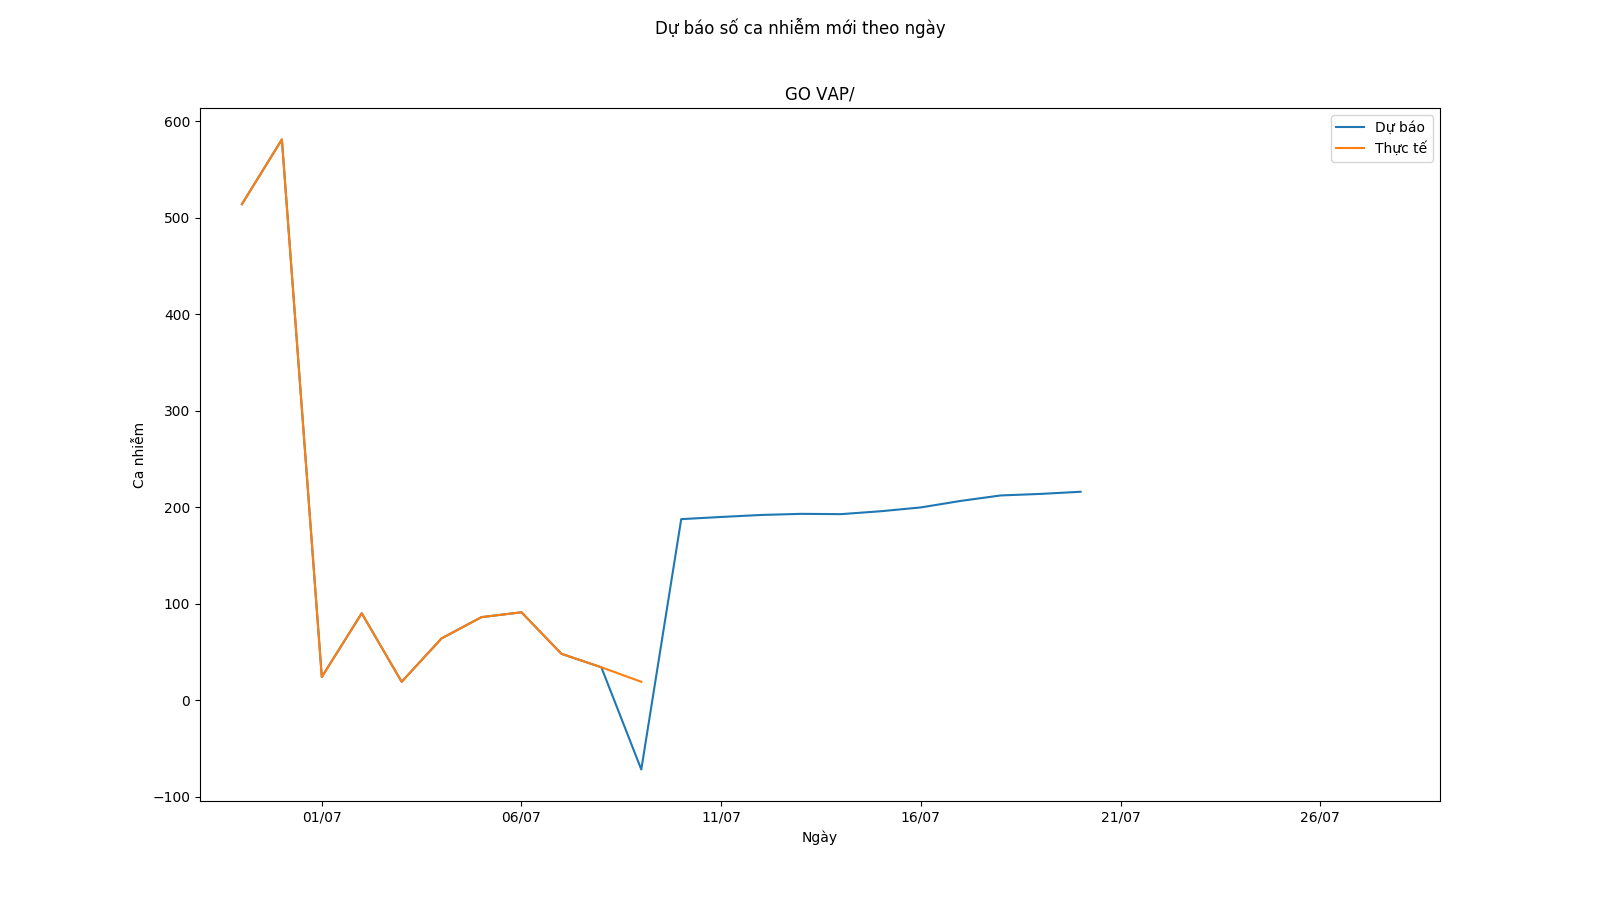 Dự báo số ca nhiễm mới theo ngày
GO VAP/
Dự báo
Thực tế
600
500
400
300
200
100
0
−100
Ca nhiễm
01/07
06/07
11/07
16/07
21/07
26/07
Ngày